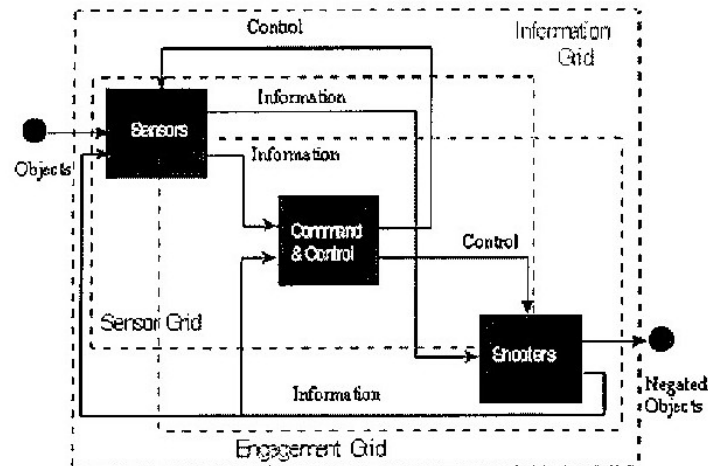 Control
Information
Grid
Information
Sensors
Objects
Information
Command
& Control
Control
Sensor Grid
Shooters
Information
Negated
Objects
Engagement Grid